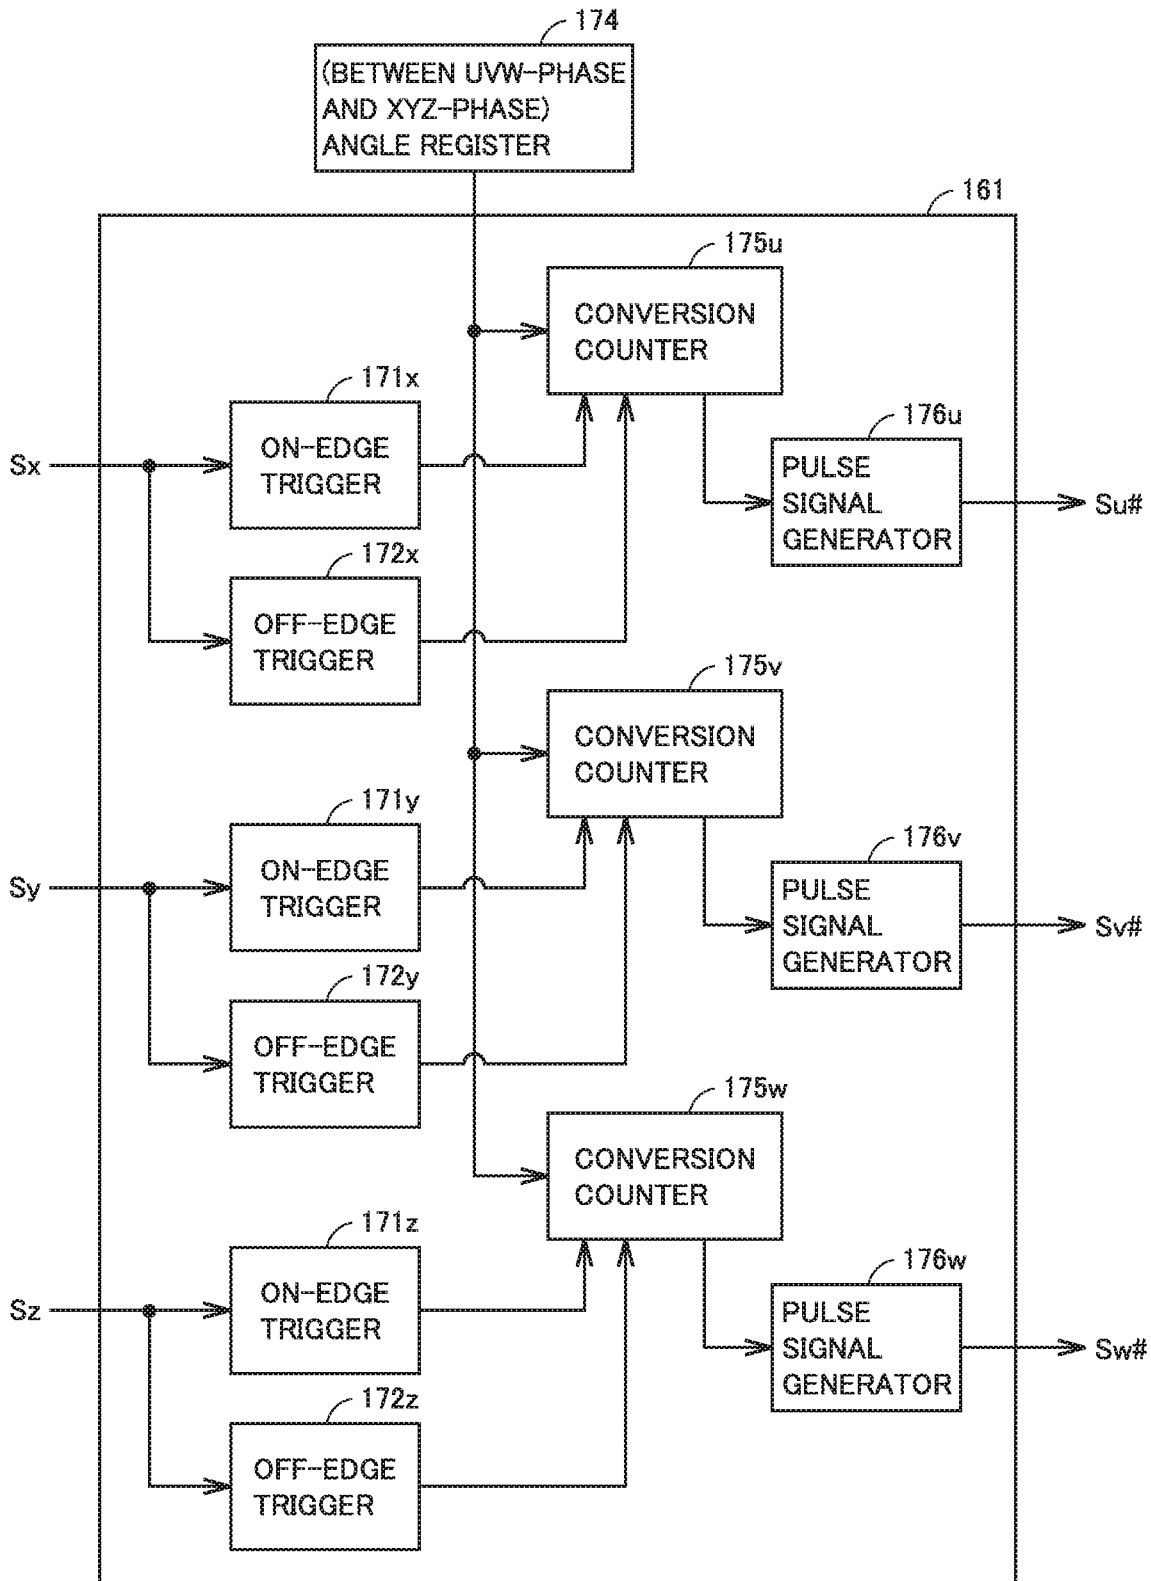 174
(BETWEEN UVW-PHASE
AND XYZ-PHASE)
ANGLE REGISTER
161
175u
CONVERSION
COUNTER
171x
Sx
ON-EDGE
TRIGGER
176u
PULSE
SIGNAL
GENERATOR
Su#
172x
OFF-EDGE
TRIGGER
175v
CONVERSION
COUNTER
171y
Sy
ON-EDGE
TRIGGER
176v
PULSE
SIGNAL
GENERATOR
Sv#
172y
OFF-EDGE
TRIGGER
175w
CONVERSION
COUNTER
171z
Sz
ON-EDGE
TRIGGER
176w
PULSE
SIGNAL
GENERATOR
Sw#
172z
OFF-EDGE
TRIGGER